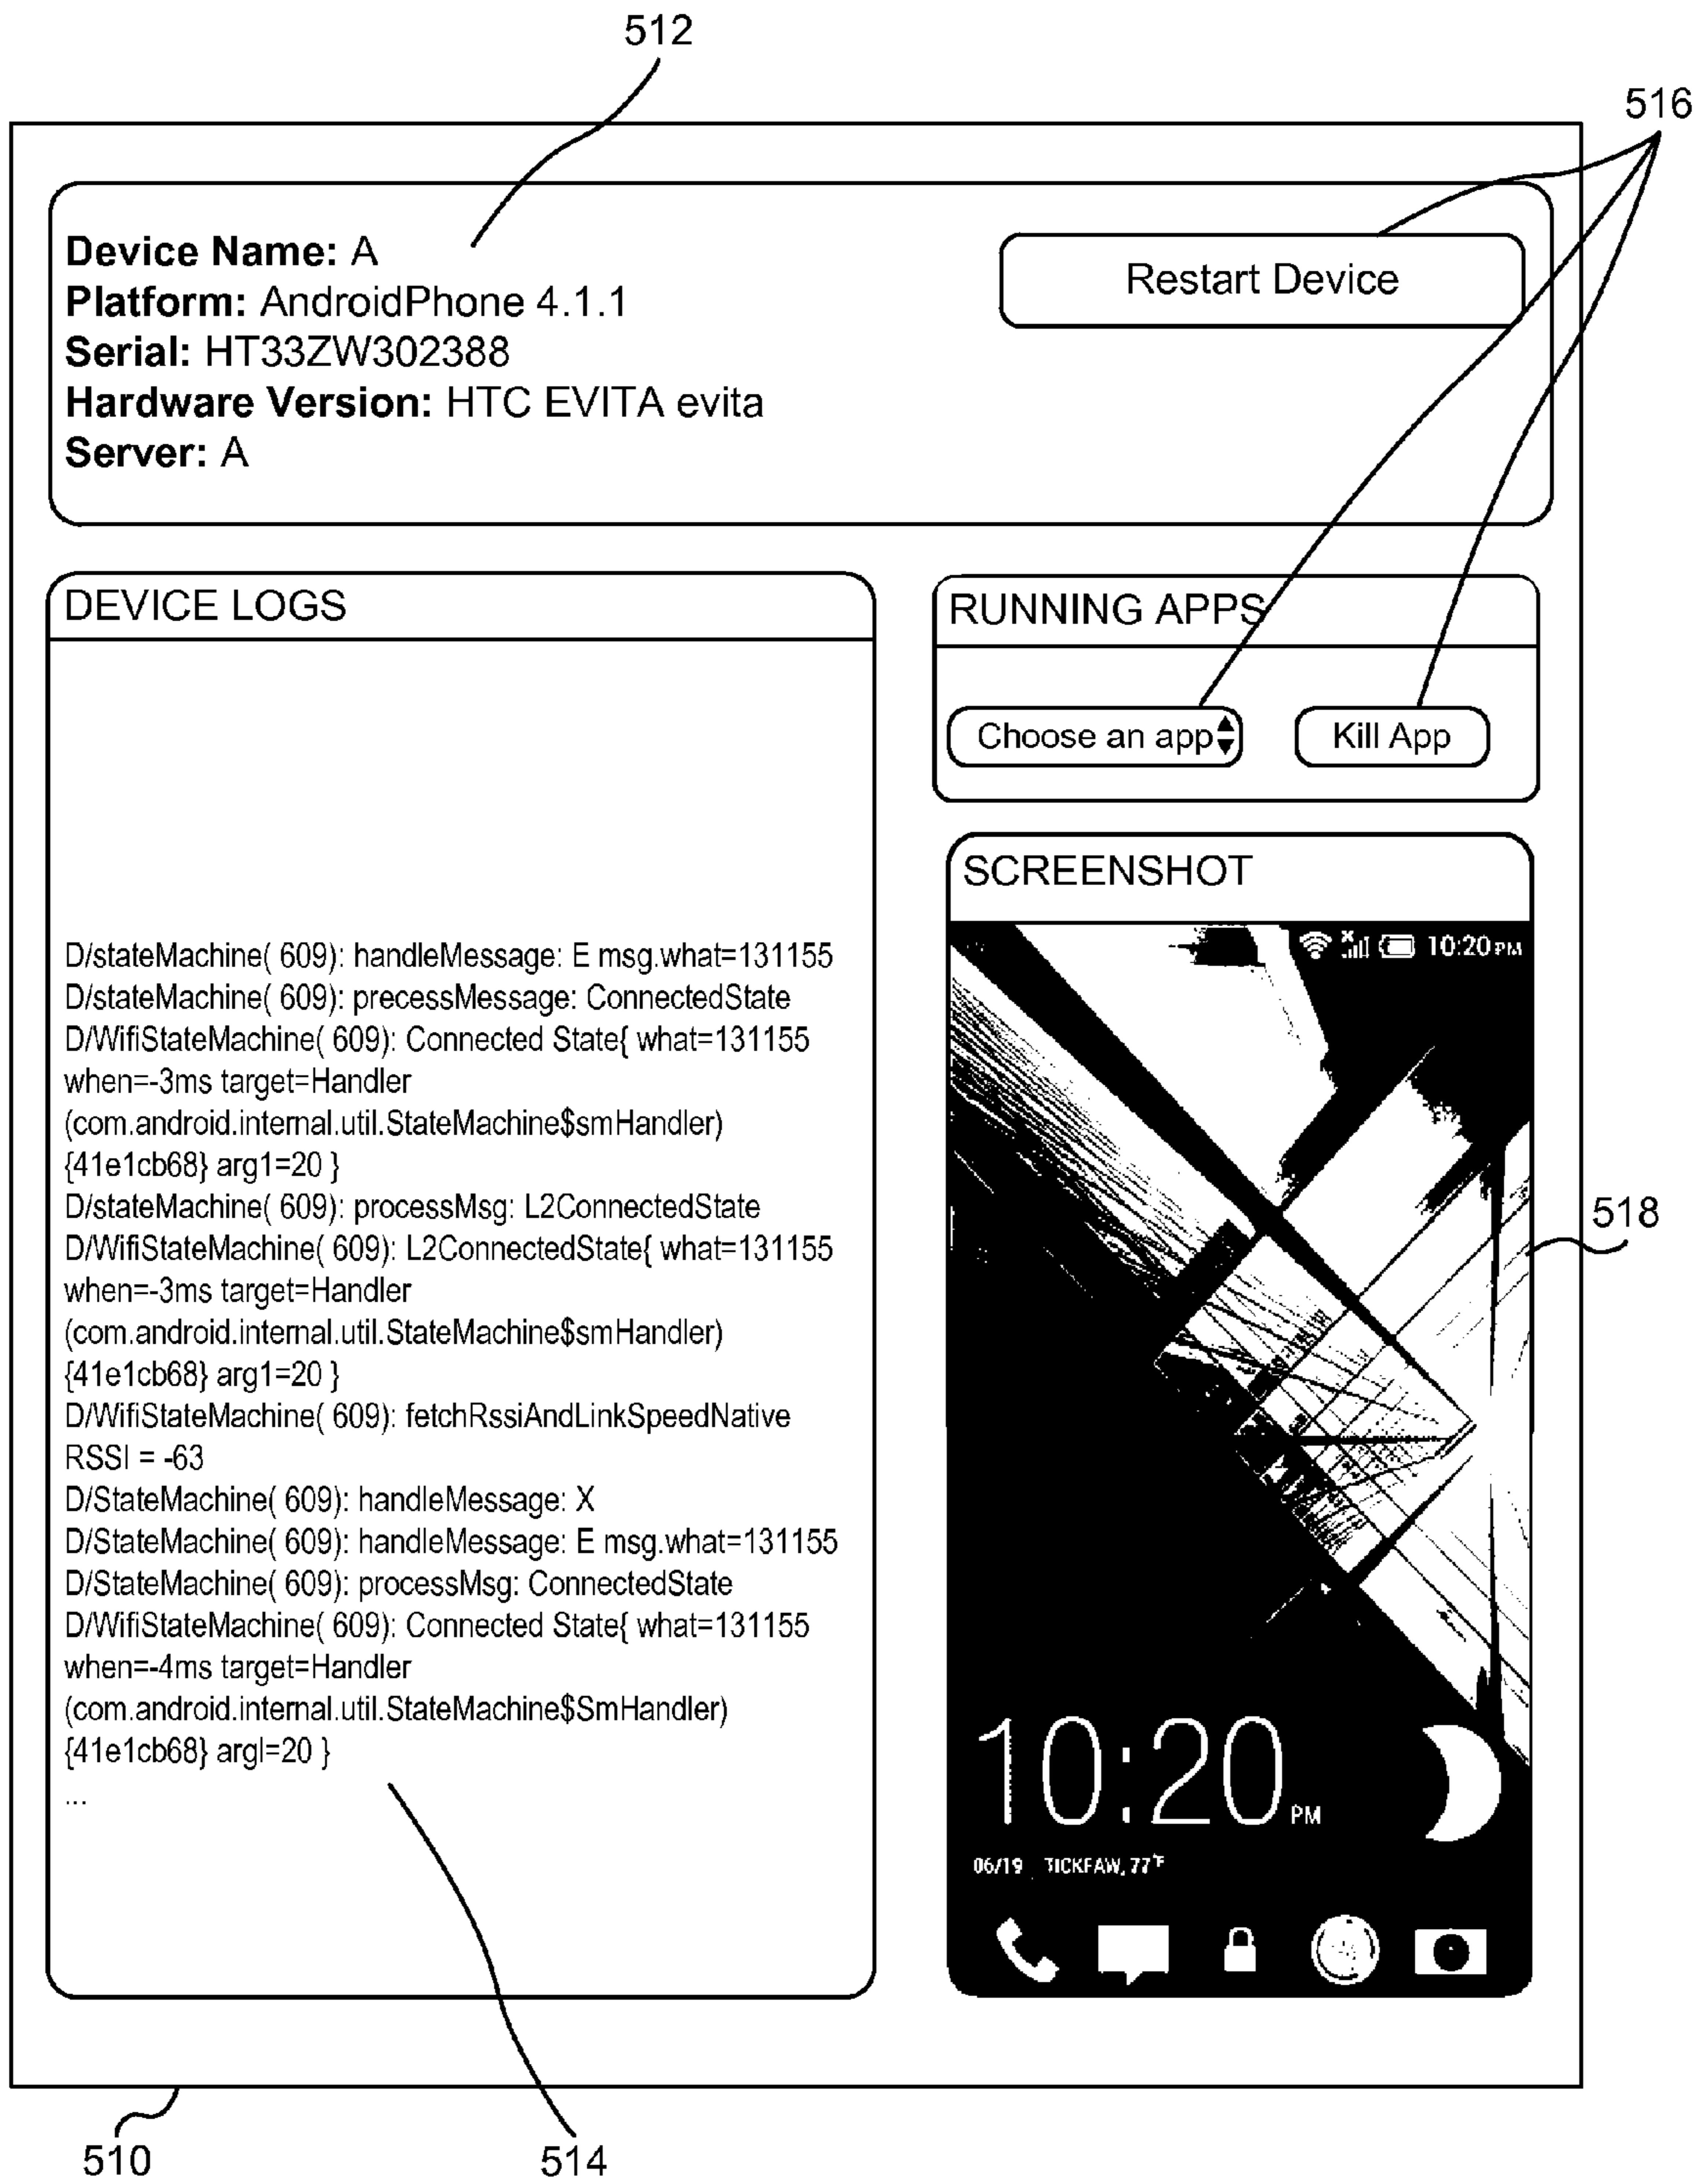 512
516
Device Name: A
Platform: AndroidPhone 4.1.1
Serial: HT33ZW302388
Hardware Version: HTC EVITA evita
Server: A
Restart Device
DEVICE LOGS
D/stateMachine( 609): handleMessage: E msg.what=131155
D/stateMachine( 609): precessMessage: ConnectedState
D/WifiStateMachine( 609): Connected State{ what=131155
when=-3ms target=Handler
(com.android.internal.util.StateMachine$smHandler)
{41e1cb68} arg1=20 }
D/stateMachine( 609): processMsg: L2ConnectedState
D/WifiStateMachine( 609): L2ConnectedState{ what=131155
when=-3ms target=Handler
(com.android.internal.util.StateMachine$smHandler)
{41e1cb68} arg1=20 }
D/WifiStateMachine( 609): fetchRssiAndLinkSpeedNative
RSSI = -63
D/StateMachine( 609): handleMessage: X
D/StateMachine( 609): handleMessage: E msg.what=131155
D/StateMachine( 609): processMsg: ConnectedState
D/WifiStateMachine( 609): Connected State{ what=131155
when=-4ms target=Handler
(com.android.internal.util.StateMachine$SmHandler)
{41e1cb68} argl=20 }
...
RUNNING APPS
Choose an app
Kill App
SCREENSHOT
10:20 PM
518
10:20 PM
06/19 TICKFAW, 77°F
510
514